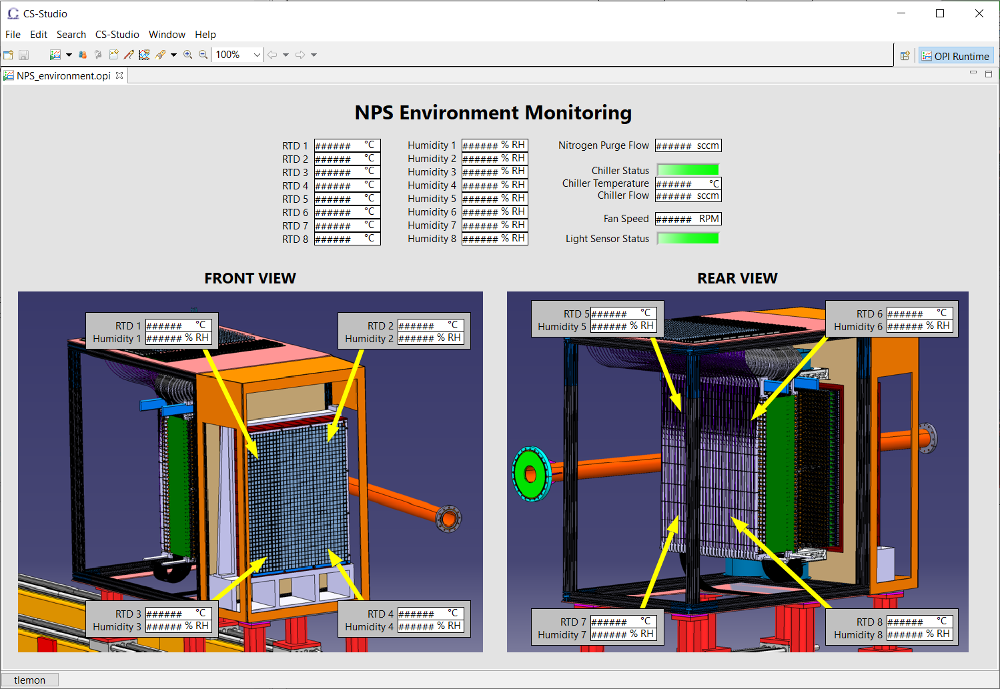 CS-Studio
File Edit Search CS-Studio Window Help
100%
OPI Runtime
NPS_environment.opi
NPS Environment Monitoring
RTD 1 ###### °C Humidity 1 ###### % RH Nitrogen Purge Flow ###### sccm
RTD 2 ###### °C Humidity 2 ###### % RH
RTD 3 ###### °C Humidity 3 ###### % RH Chiller Status
RTD 4 ###### °C Humidity 4 ###### % RH Chiller Temperature ###### °C
RTD 5 ###### °C Humidity 5 ###### % RH Chiller Flow ###### sccm
RTD 6 ###### °C Humidity 6 ###### % RH Fan Speed ###### RPM
RTD 7 ###### °C Humidity 7 ###### % RH
RTD 8 ###### °C Humidity 8 ###### % RH Light Sensor Status
FRONT VIEW
RTD 1 ###### °C
Humidity 1 ###### % RH
RTD 2 ###### °C
Humidity 2 ###### % RH
RTD 3 ###### °C
Humidity 3 ###### % RH
RTD 4 ###### °C
Humidity 4 ###### % RH
REAR VIEW
RTD 5 ###### °C
Humidity 5 ###### % RH
RTD 6 ###### °C
Humidity 6 ###### % RH
RTD 7 ###### °C
Humidity 7 ###### % RH
RTD 8 ###### °C
Humidity 8 ###### % RH
tlemon